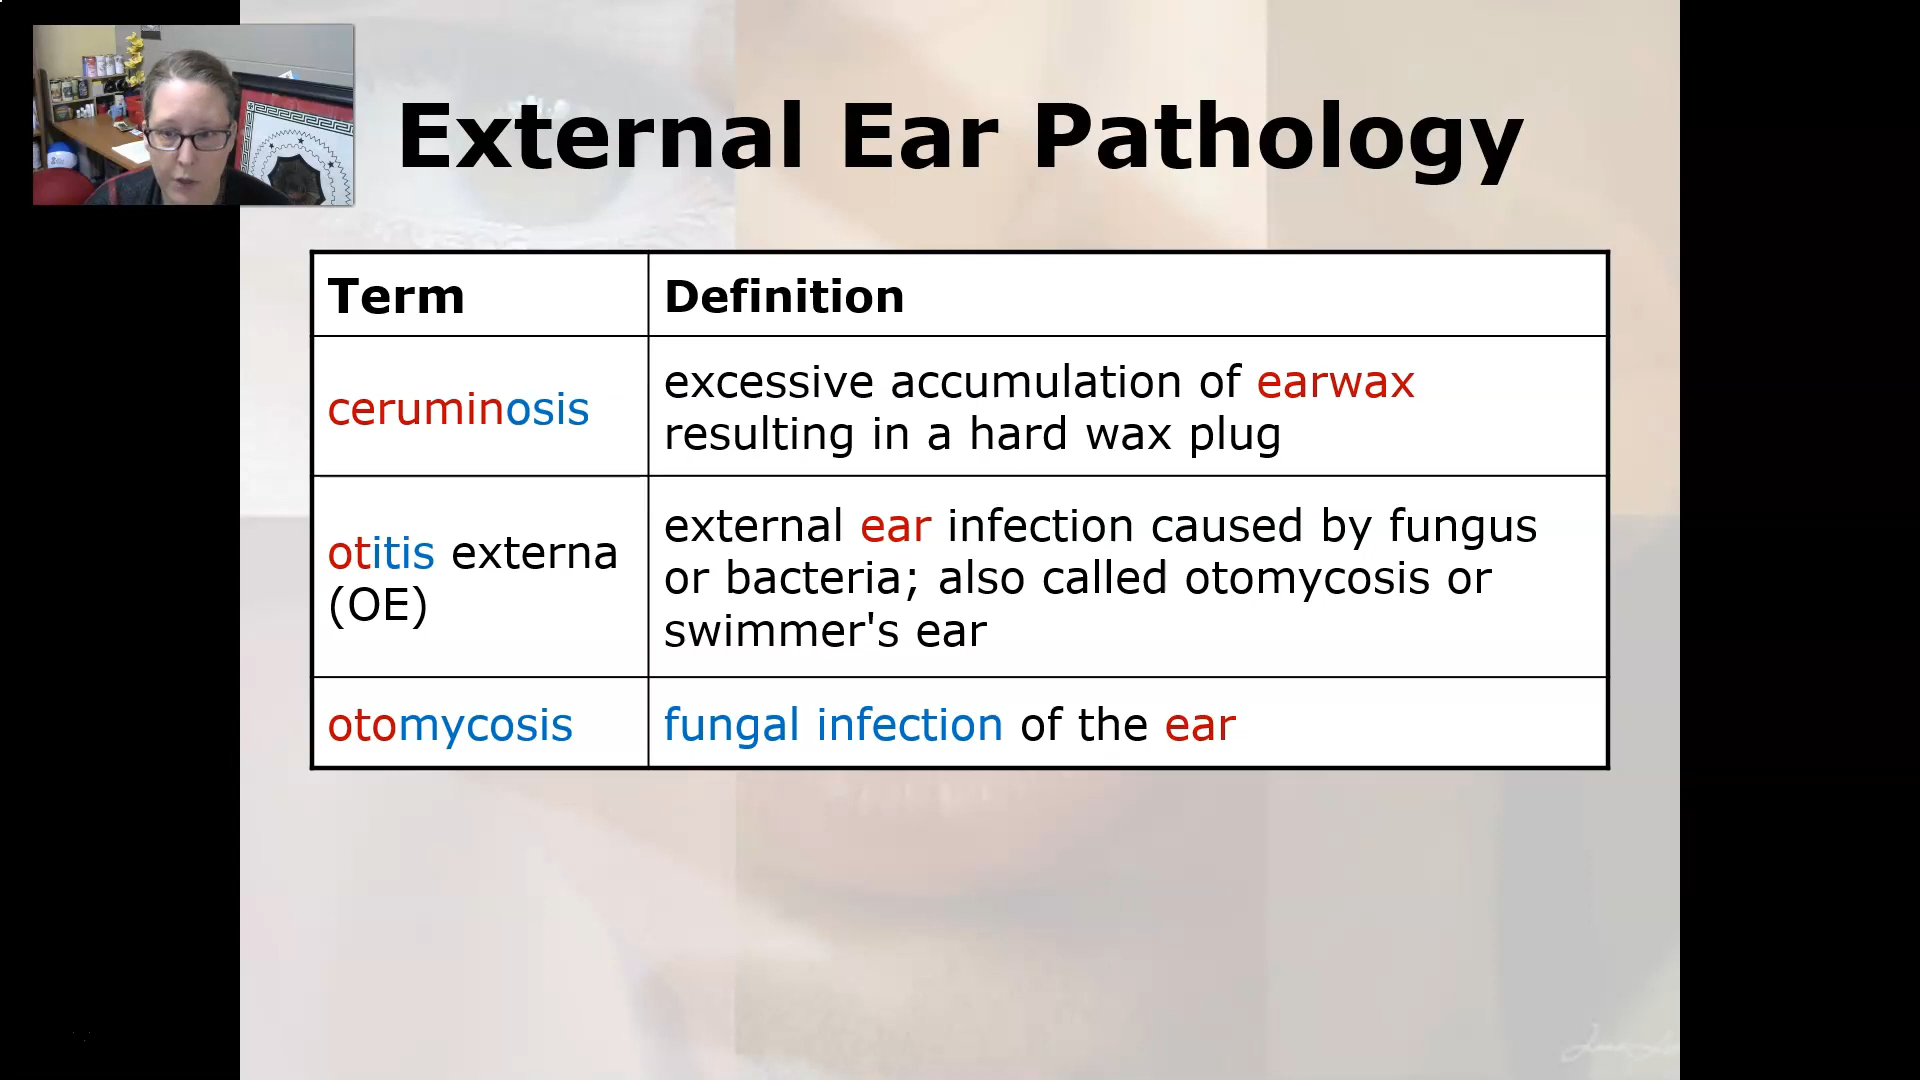 External Ear Pathology
Term
Definition
ceruminosis
excessive accumulation of earwax
resulting in a hard wax plug
otitis externa
(OE)
external ear infection caused by fungus
or bacteria; also called otomycosis or
swimmer's ear
otomycosis
fungal infection of the ear